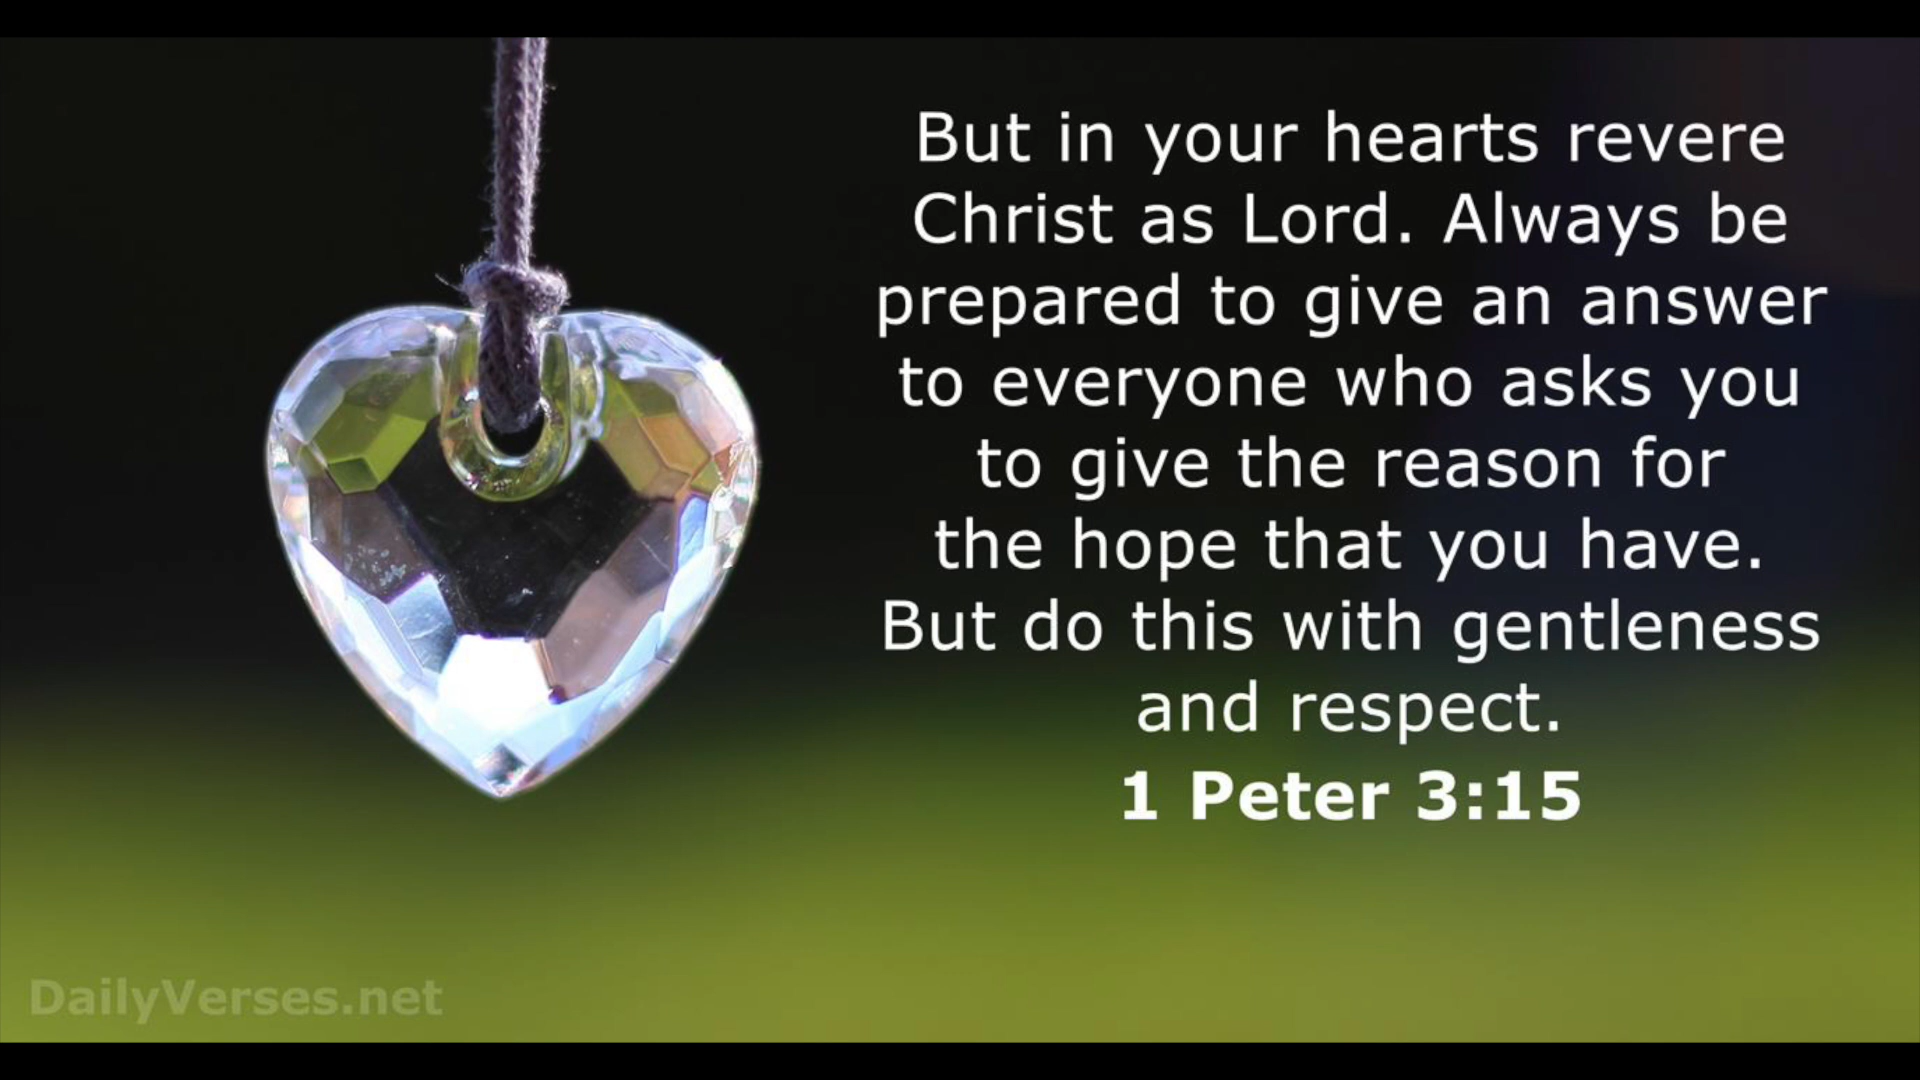 But in your hearts revere
Christ as Lord. Always be
prepared to give an answer
to everyone who asks you
to give the reason for
the hope that you have.
But do this with gentleness
and respect.
1 Peter 3:15
DailyVerses.net